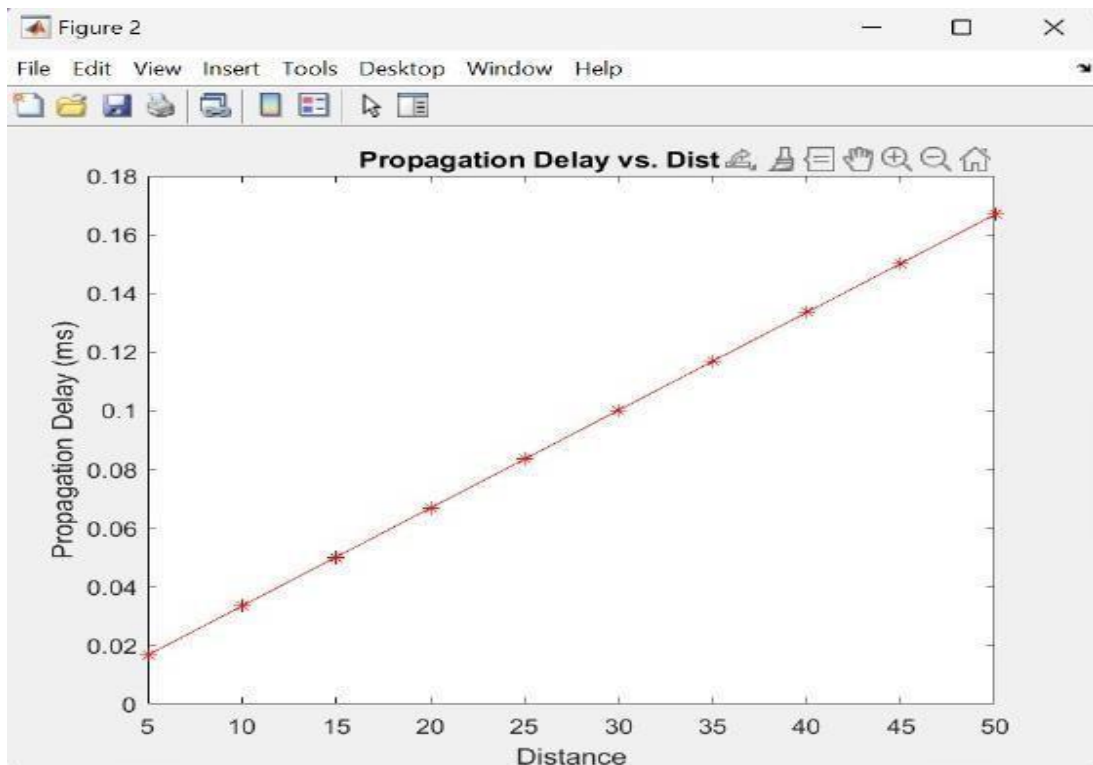 Figure 2
File Edit View Insert Tools Desktop Window Help
Propagation Delay vs. Dist
0.18
0.16
0.14
0.12
0.1
0.08
0.06
0.04
0.02
0
Propagation Delay (ms)
5 10 15 20 25 30 35 40 45 50
Distance